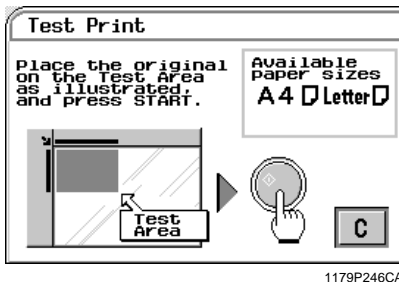 Test Print
Place the original
on the Test Area
as illustrated,
and press START.
Available
paper sizes
A4 Letter
Test
Area
C
1179P246CA